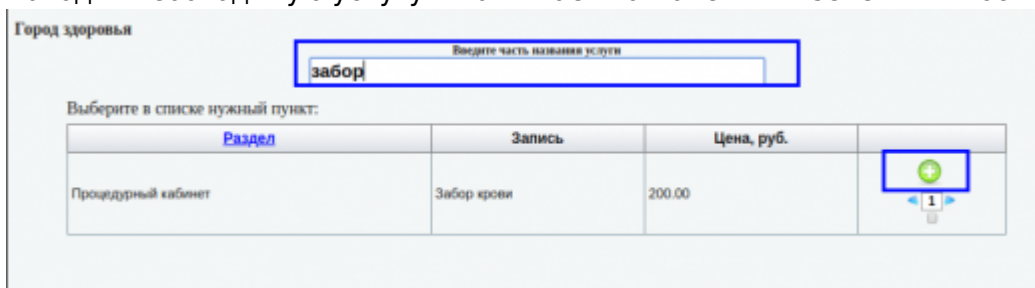 Город здоровья
Введите часть названия услуги
забор
Выберите в списке нужный пункт:
Раздел Запись Цена, руб.
Процедурный кабинет Забор крови 200.00
1